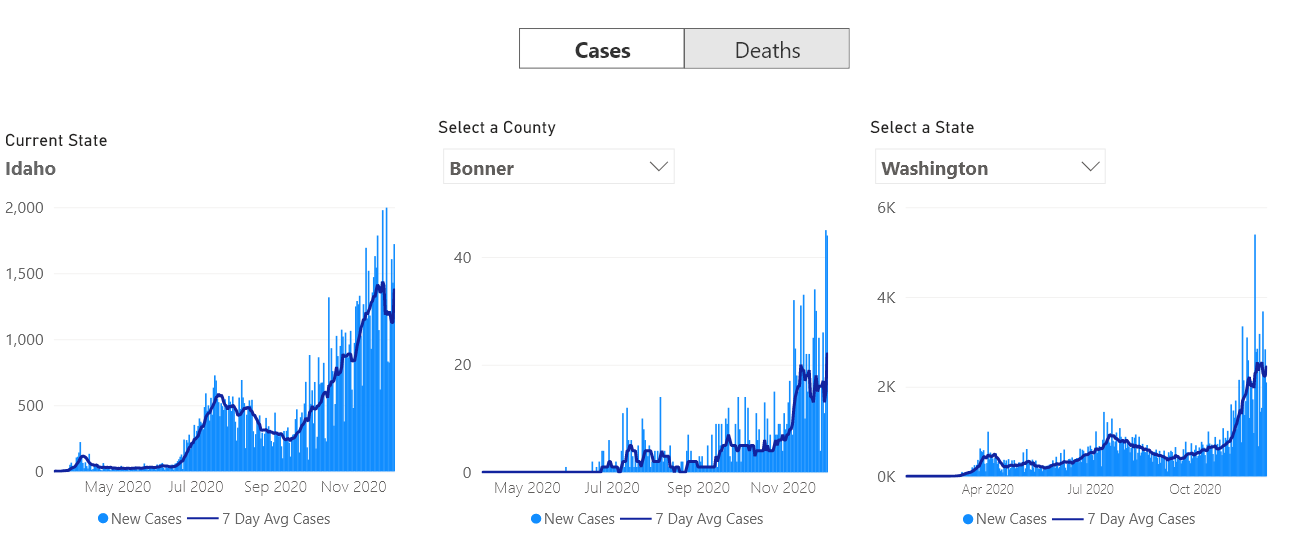 Cases
Deaths
Current State
Idaho
2,000
1,500
1,000
500
0
May 2020 Jul 2020 Sep 2020 Nov 2020
New Cases 7 Day Avg Cases
Select a County
Bonner
40
20
0
May 2020 Jul 2020 Sep 2020 Nov 2020
New Cases 7 Day Avg Cases
Select a State
Washington
6K
4K
2K
0K
Apr 2020 Jul 2020 Oct 2020
New Cases 7 Day Avg Cases